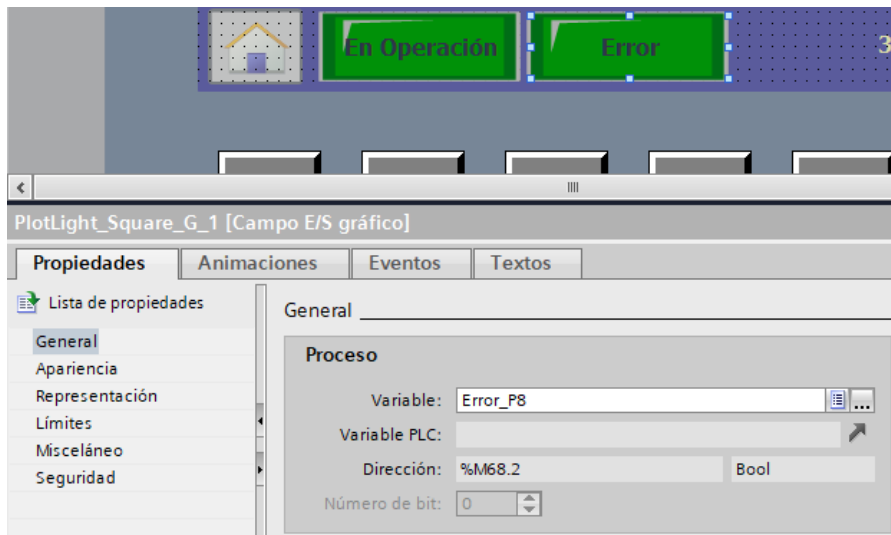 En Operación
Error
3
PlotLight_Square_G_1 [Campo E/S gráfico]
Propiedades
Animaciones
Eventos
Textos
Lista de propiedades
General
Apariencia
Representación
Límites
Misceláneo
Seguridad
General
Proceso
Variable: Error_P8
...
Variable PLC:
Dirección: %M68.2 Bool
Número de bit: 0